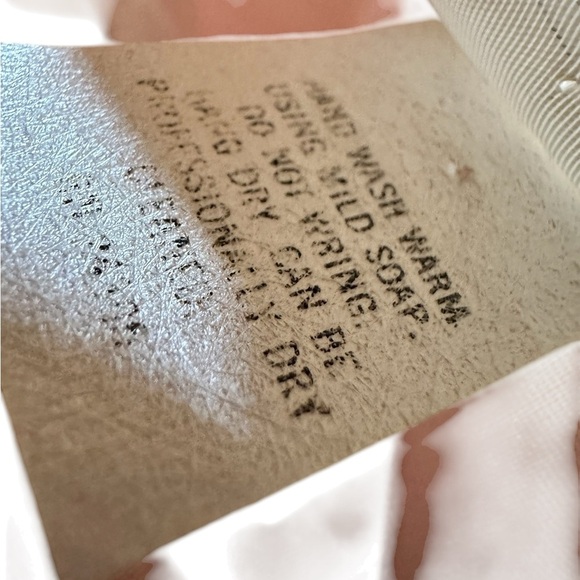 HAND WASH WARM
USING MILD SOAP.
DO NOT WRING.
HANG DRY CAN BE
PROFESSIONALLY DRY
CLEANED.